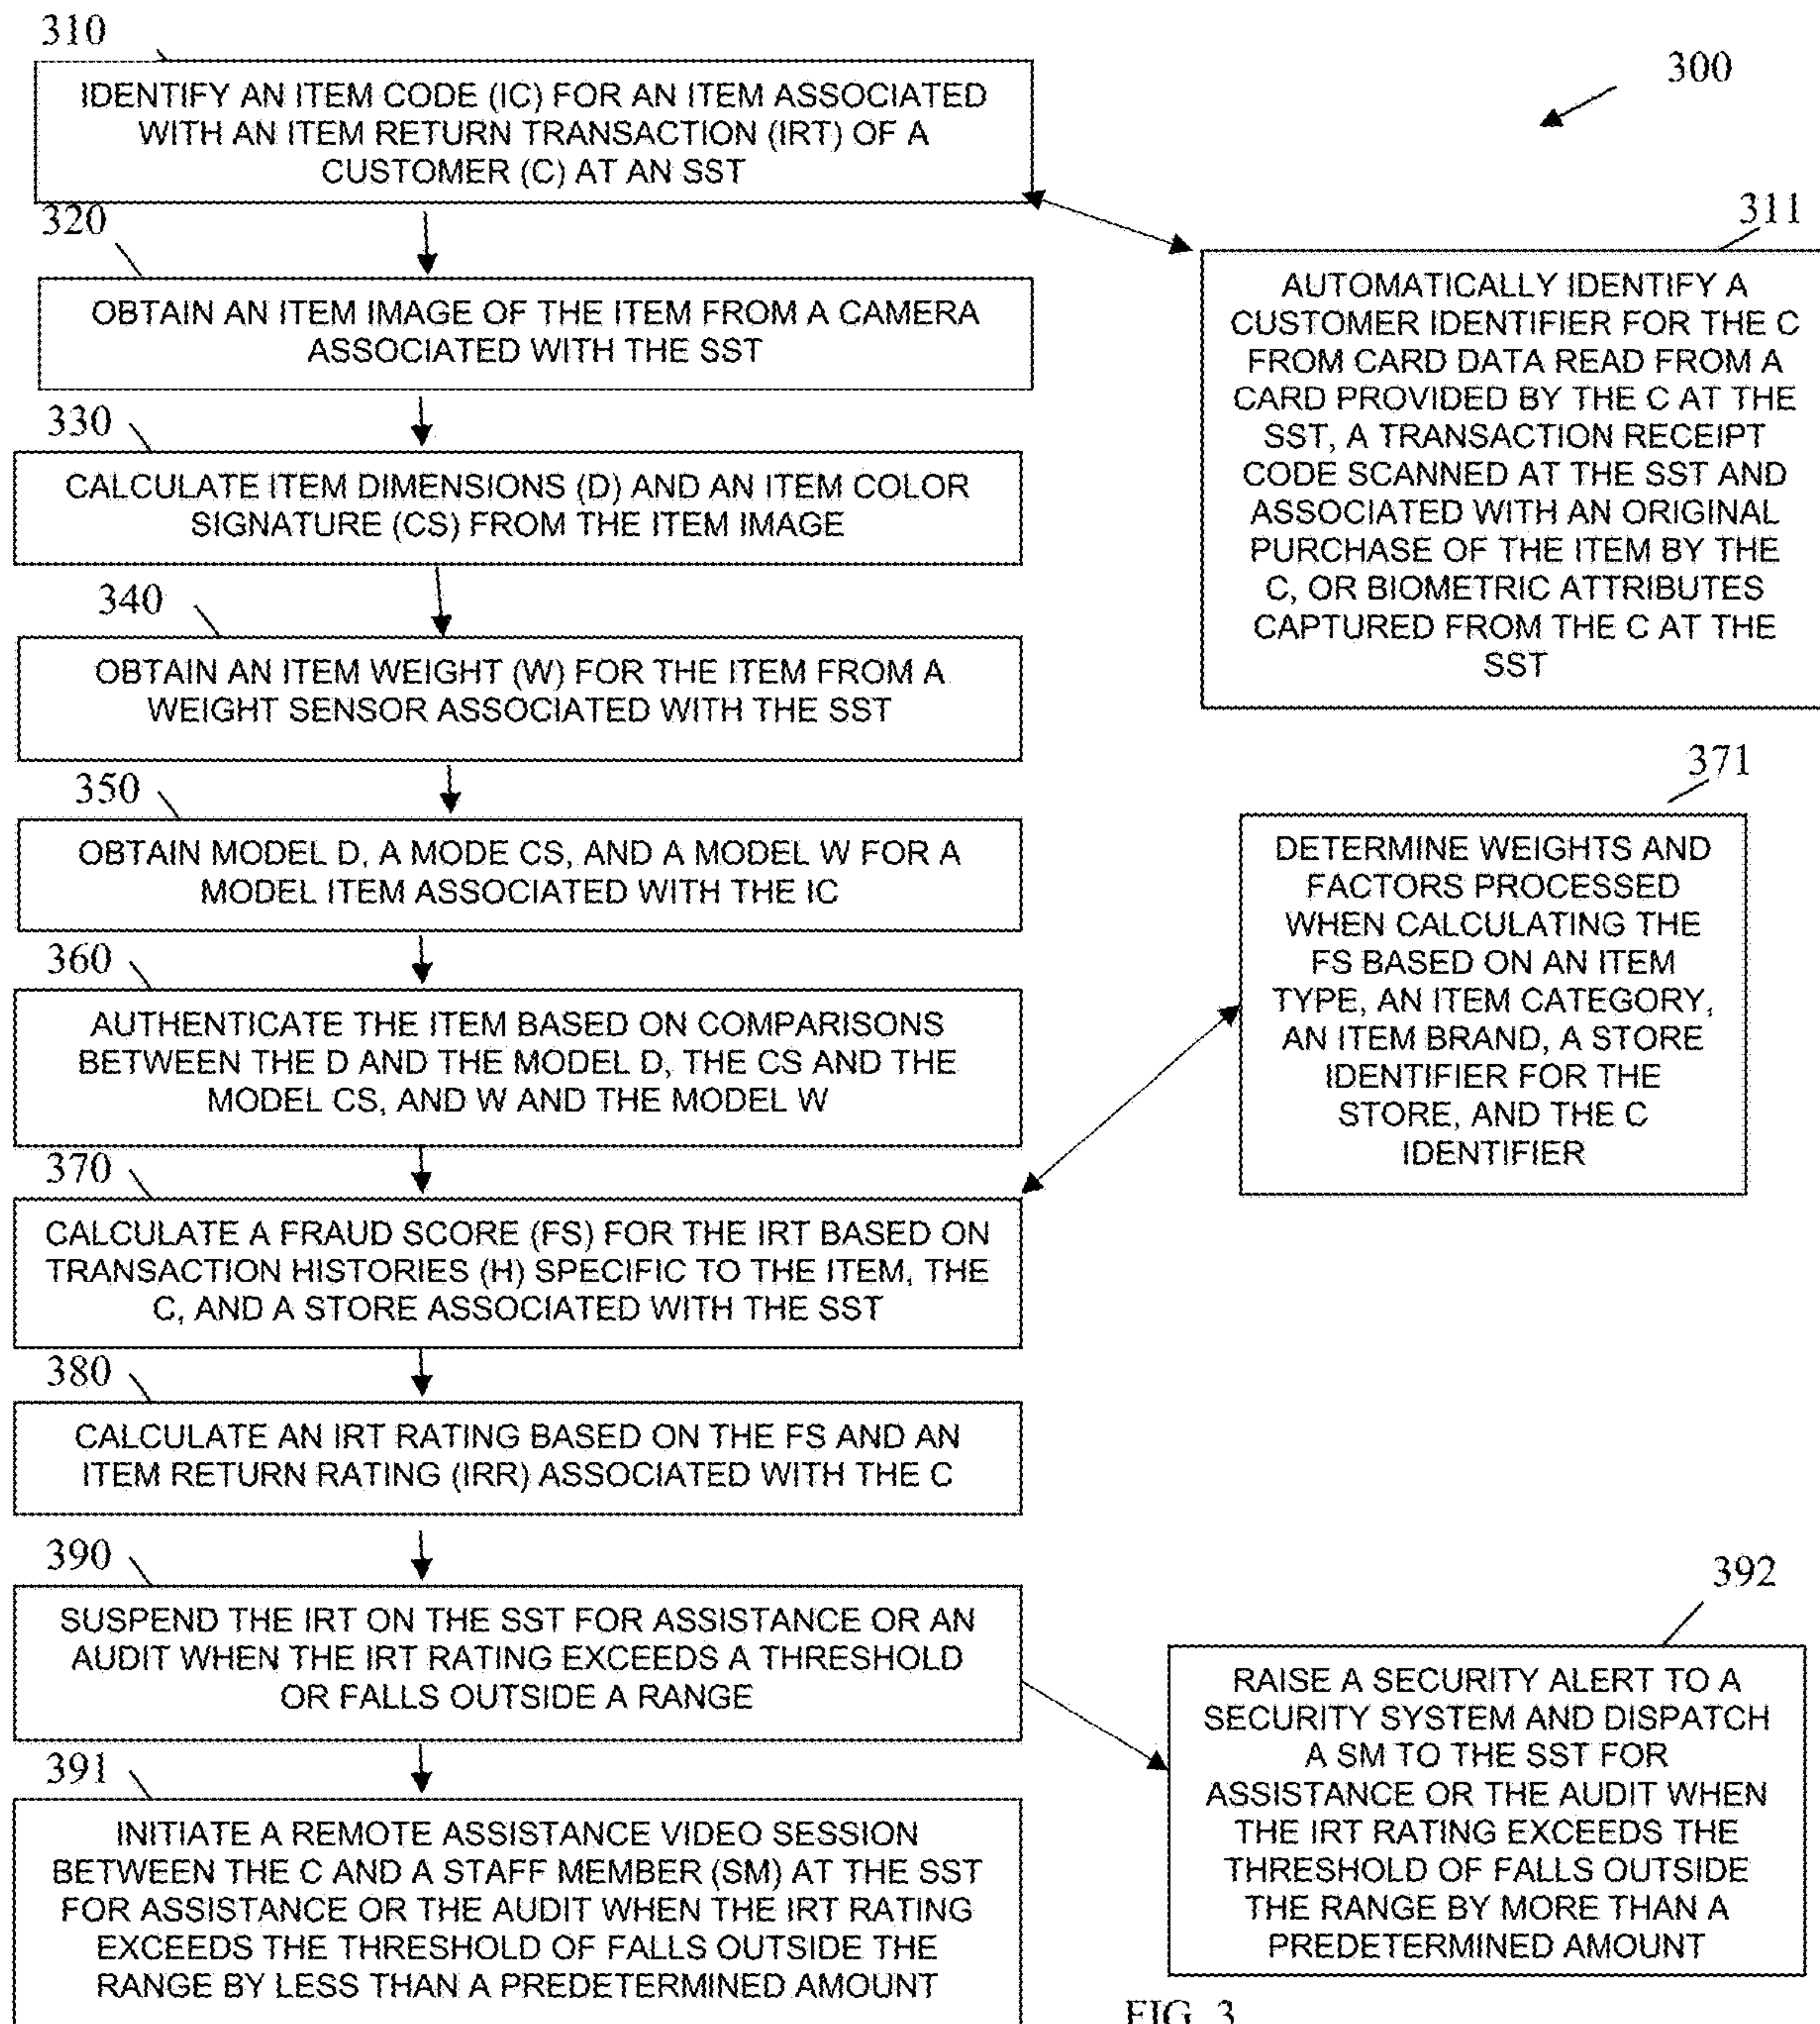 310
IDENTIFY AN ITEM CODE (IC) FOR AN ITEM ASSOCIATED
WITH AN ITEM RETURN TRANSACTION (IRT) OF A
CUSTOMER (C) AT AN SST
300
311
AUTOMATICALLY IDENTIFY A
CUSTOMER IDENTIFIER FOR THE C
FROM CARD DATA READ FROM A
CARD PROVIDED BY THE C AT THE
SST, A TRANSACTION RECEIPT
CODE SCANNED AT THE SST AND
ASSOCIATED WITH AN ORIGINAL
PURCHASE OF THE ITEM BY THE
C, OR BIOMETRIC ATTRIBUTES
CAPTURED FROM THE C AT THE
SST
320
OBTAIN AN ITEM IMAGE OF THE ITEM FROM A CAMERA
ASSOCIATED WITH THE SST
330
CALCULATE ITEM DIMENSIONS (D) AND AN ITEM COLOR
SIGNATURE (CS) FROM THE ITEM IMAGE
340
OBTAIN AN ITEM WEIGHT (W) FOR THE ITEM FROM A
WEIGHT SENSOR ASSOCIATED WITH THE SST
350
OBTAIN MODEL D, A MODE CS, AND A MODEL W FOR A
MODEL ITEM ASSOCIATED WITH THE IC
360
AUTHENTICATE THE ITEM BASED ON COMPARISONS
BETWEEN THE D AND THE MODEL D, THE CS AND THE
MODEL CS, AND W AND THE MODEL W
370
CALCULATE A FRAUD SCORE (FS) FOR THE IRT BASED ON
TRANSACTION HISTORIES (H) SPECIFIC TO THE ITEM, THE
C, AND A STORE ASSOCIATED WITH THE SST
371
DETERMINE WEIGHTS AND
FACTORS PROCESSED
WHEN CALCULATING THE
FS BASED ON AN ITEM
TYPE, AN ITEM CATEGORY,
AN ITEM BRAND, A STORE
IDENTIFIER FOR THE
STORE, AND THE C
IDENTIFIER
380
CALCULATE AN IRT RATING BASED ON THE FS AND AN
ITEM RETURN RATING (IRR) ASSOCIATED WITH THE C
390
SUSPEND THE IRT ON THE SST FOR ASSISTANCE OR AN
AUDIT WHEN THE IRT RATING EXCEEDS A THRESHOLD
OR FALLS OUTSIDE A RANGE
391
INITIATE A REMOTE ASSISTANCE VIDEO SESSION
BETWEEN THE C AND A STAFF MEMBER (SM) AT THE SST
FOR ASSISTANCE OR THE AUDIT WHEN THE IRT RATING
EXCEEDS THE THRESHOLD OF FALLS OUTSIDE THE
RANGE BY LESS THAN A PREDETERMINED AMOUNT
392
RAISE A SECURITY ALERT TO A
SECURITY SYSTEM AND DISPATCH
A SM TO THE SST FOR
ASSISTANCE OR THE AUDIT WHEN
THE IRT RATING EXCEEDS THE
THRESHOLD OF FALLS OUTSIDE
THE RANGE BY MORE THAN A
PREDETERMINED AMOUNT
FIG. 3